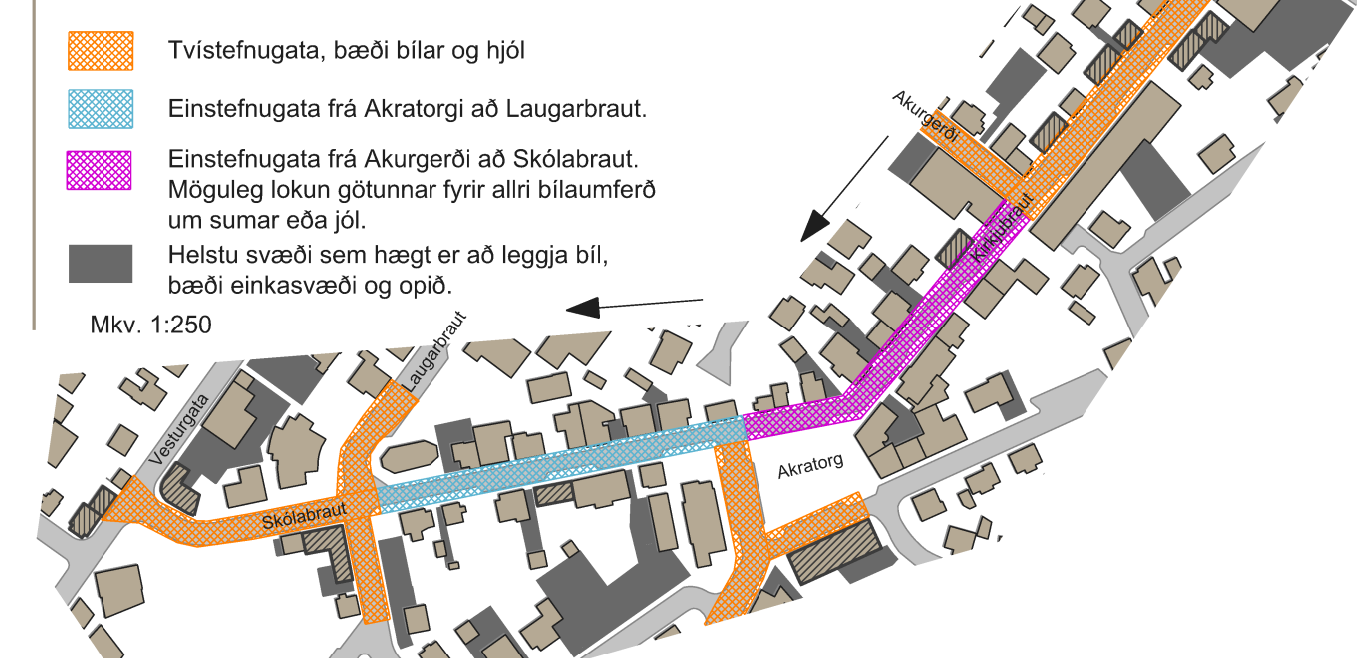 Tvístefnugata, bæði bílar og hjól
Einstefnugata frá Akratorgi að Laugarbraut.
Einstefnugata frá Akurgerði að Skólabraut.
Möguleg lokun götunnar fyrir allri bílaumferð
um sumar eða jól.
Helstu svæði sem hægt er að leggja bíl,
bæði einkasvæði og opið.
Mkv. 1:250
Akurgerði
Kirkjubraut
Laugarbraut
Vesturgata
Akratorg
Skólabraut